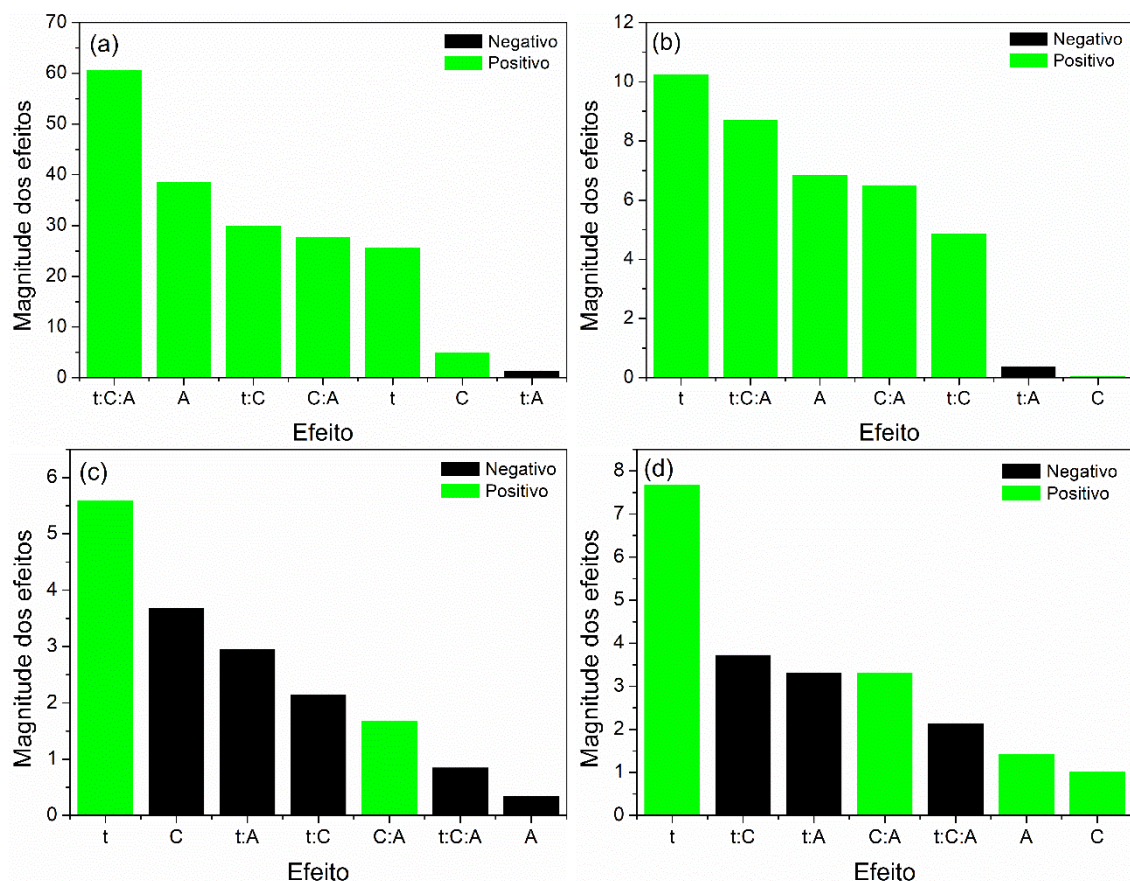 (a)
Negativo
Positivo
Magnitude dos efeitos
70
60
50
40
30
20
10
0
t:C:A A t:C C:A t C t:A
Efeito
(b)
Negativo
Positivo
Magnitude dos efeitos
12
10
8
6
4
2
0
t t:C:A A C:A t:C t:A C
Efeito
(c)
Negativo
Positivo
Magnitude dos efeitos
6
5
4
3
2
1
0
t C t:A t:C C:A t:C:A A
Efeito
(d)
Negativo
Positivo
Magnitude dos efeitos
8
7
6
5
4
3
2
1
0
t t:C t:A C:A t:C:A A C
Efeito